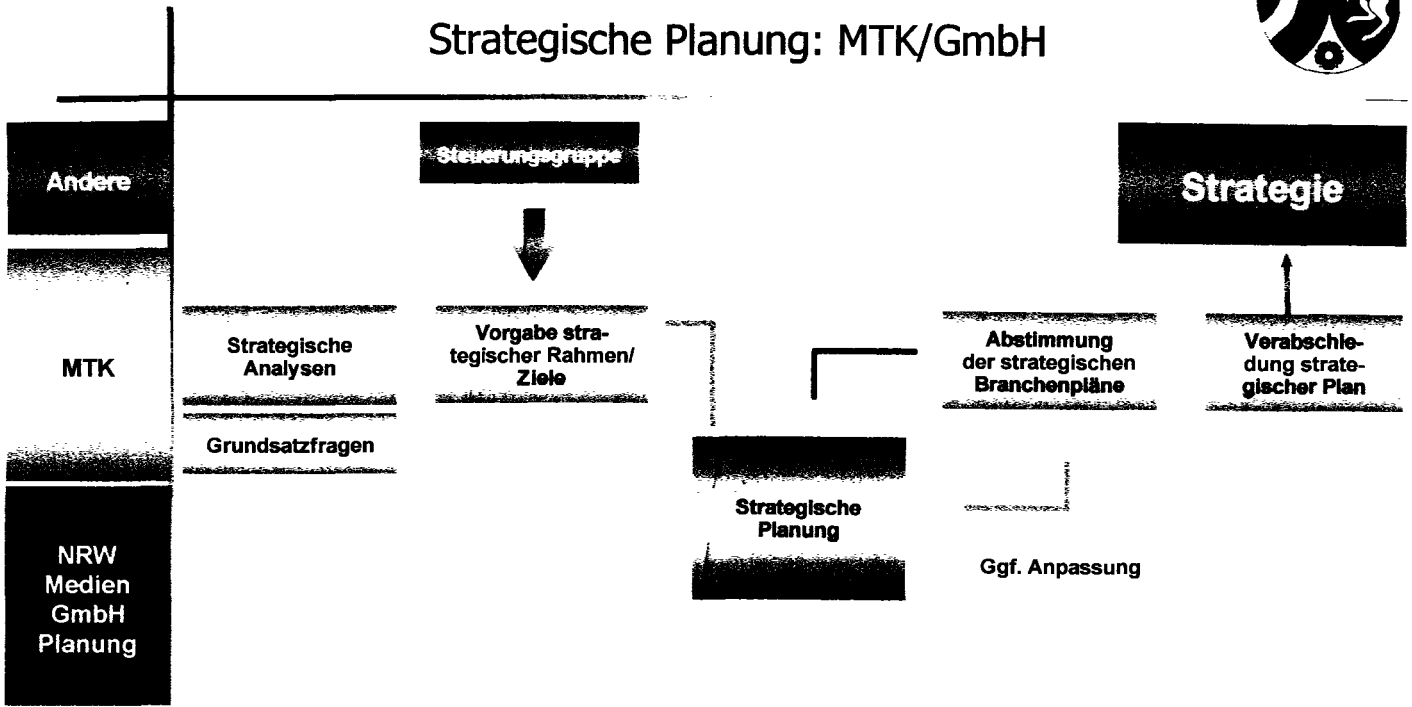 Strategische Planung: MTK/GmbH
Andere
Steuerungsgruppe
Strategie
MTK
Strategische
Analysen
Vorgabe stra-
tegischer Rahmen/
Ziele
Abstimmung
der strategischen
Branchenpläne
Verabschie-
dung strate-
gischer Plan
Grundsatzfragen
Strategische
Planung
NRW
Medien
GmbH
Planung
Ggf. Anpassung